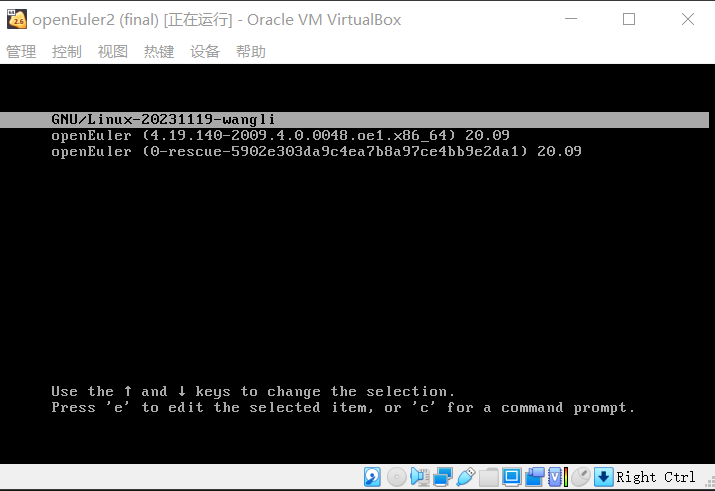 openEuler2 (final) [正在运行] - Oracle VM VirtualBox
管理 控制 视图 热键 设备 帮助
GNU/Linux-20231119-wangli
openEuler (4.19.140-2009.4.0.0048.oe1.x86_64) 20.09
openEuler (0-rescue-5902e303da9c4ea7b8a97ce4bb9e2da1) 20.09
Use the ↑ and ↓ keys to change the selection.
Press 'e' to edit the selected item, or 'c' for a command prompt.
Right Ctrl